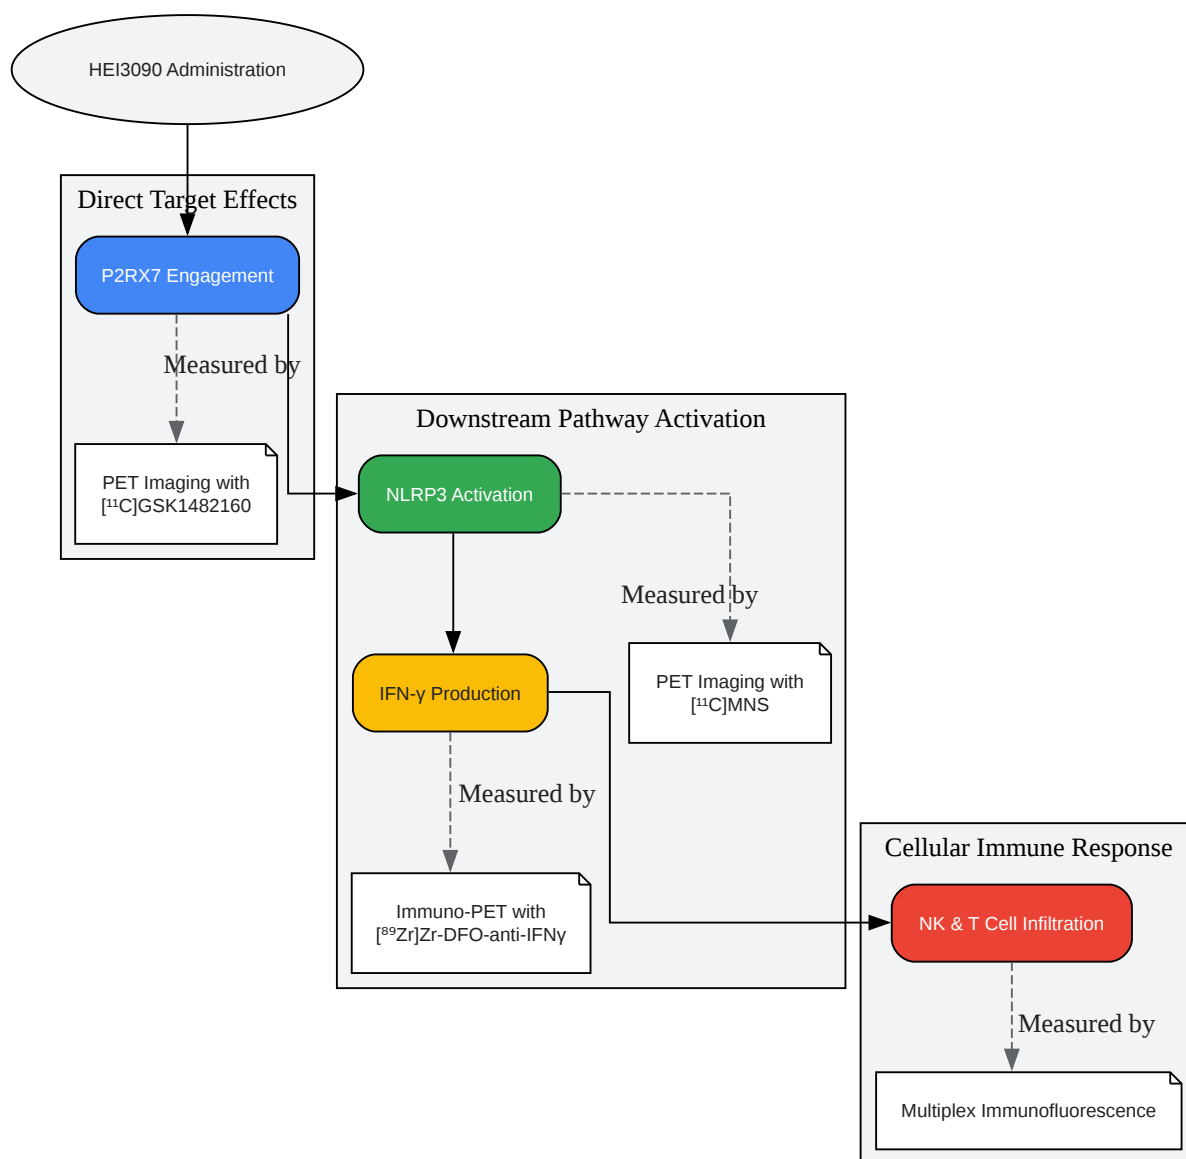 HEI3090 Administration
Direct Target Effects
P2RX7 Engagement
Measured by
PET Imaging with
[¹¹C]GSK1482160
Downstream Pathway Activation
NLRP3 Activation
Measured by
PET Imaging with
[¹¹C]MNS
IFN-γ Production
Measured by
Immuno-PET with
[⁸⁹Zr]Zr-DFO-anti-IFNγ
Cellular Immune Response
NK & T Cell Infiltration
Measured by
Multiplex Immunofluorescence